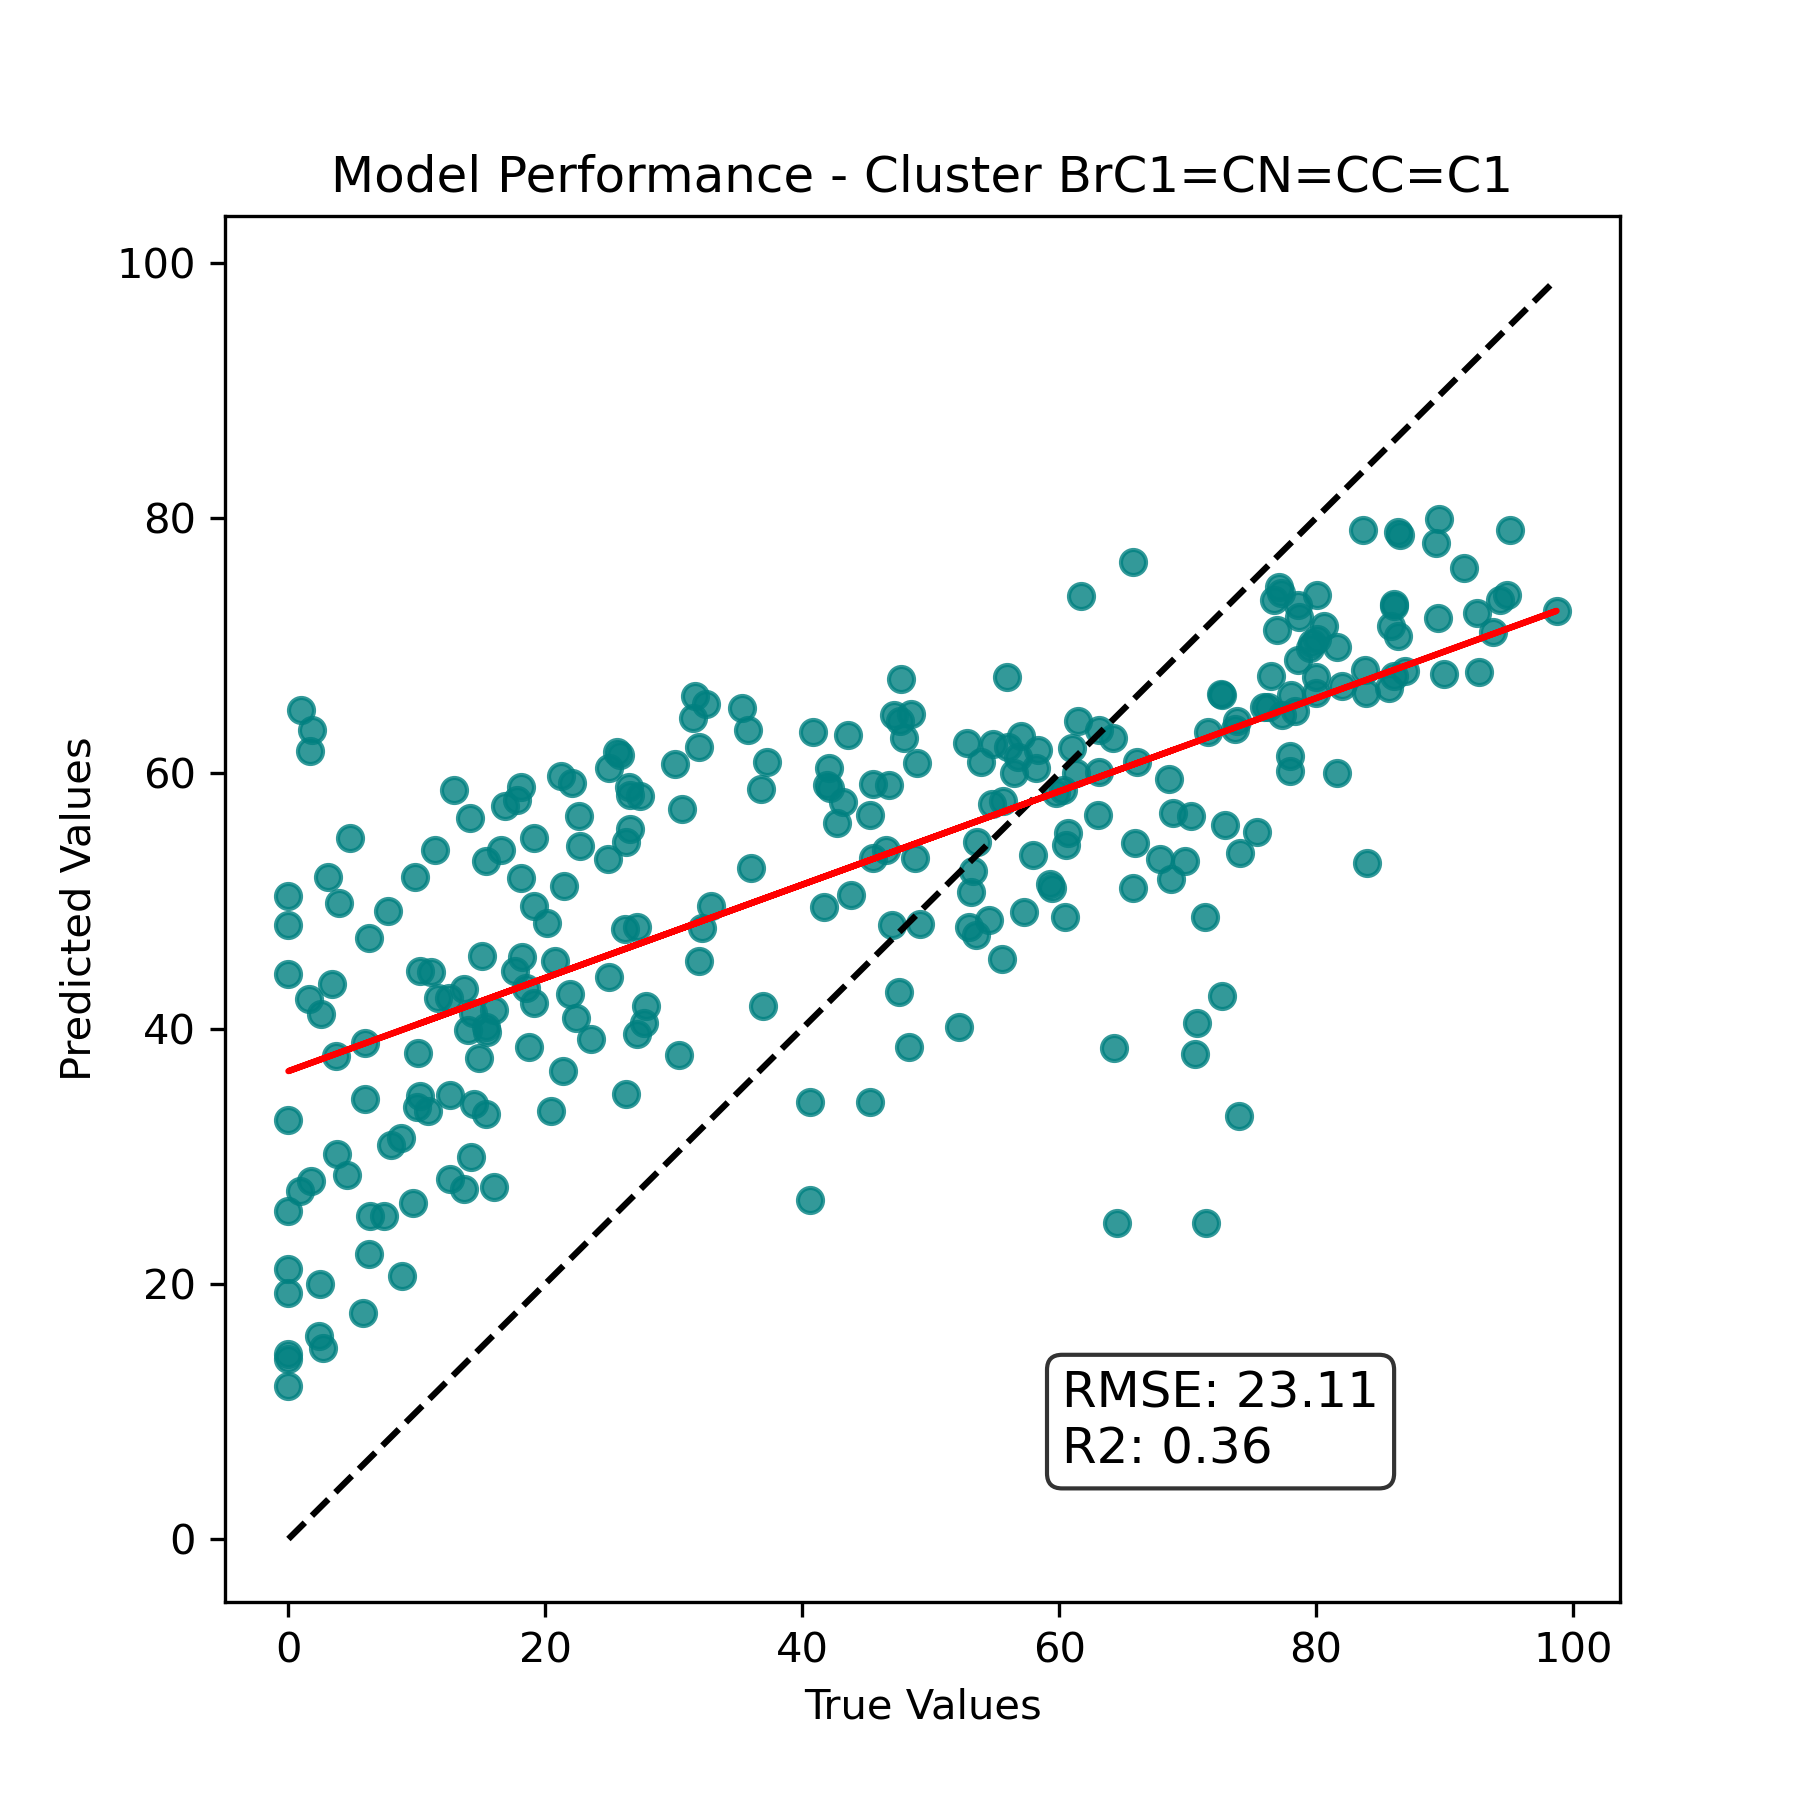 Model Performance - Cluster BrC1=CN=CC=C1
100
80
60
40
20
0
Predicted Values
RMSE: 23.11
R2: 0.36
0 20 40 60 80 100
True Values